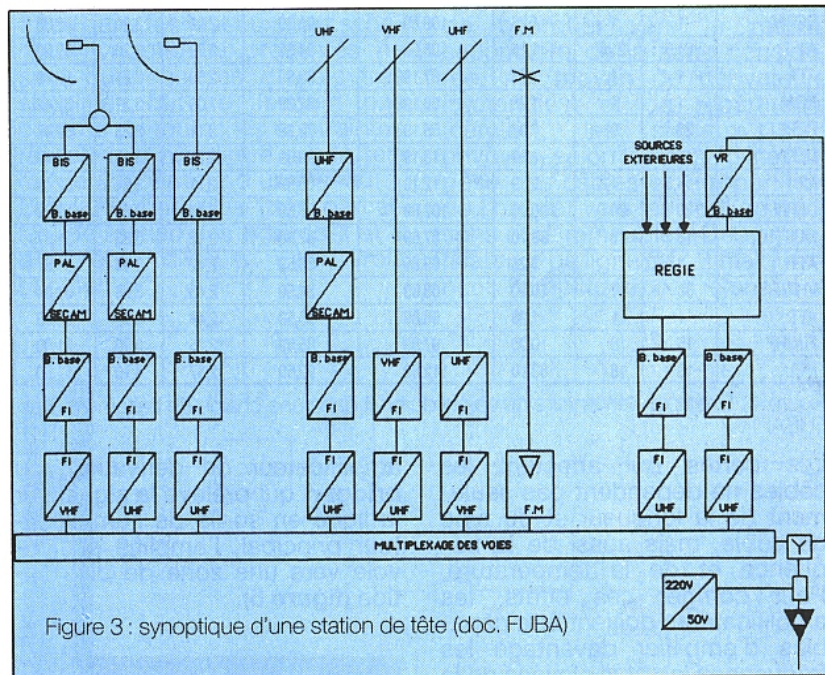 UHF VHF UHF F.M
SOURCES
EXTERIEURES
BIS BIS BIS UHF VR
B. base B. base B. base B. base B. base
PAL PAL REGIE
SECAM SECAM
B. base B. base B. base B. base VHF UHF B. base B. base
FI FI FI FI FI FI FI FI
FI FI FI FI FI FI FI FI
VHF UHF UHF UHF UHF VHF F.M UHF UHF
MULTIPLEXAGE DES VOIES Y
220V
50V
Figure 3 : synoptique d'une station de tête (doc. FUBA)